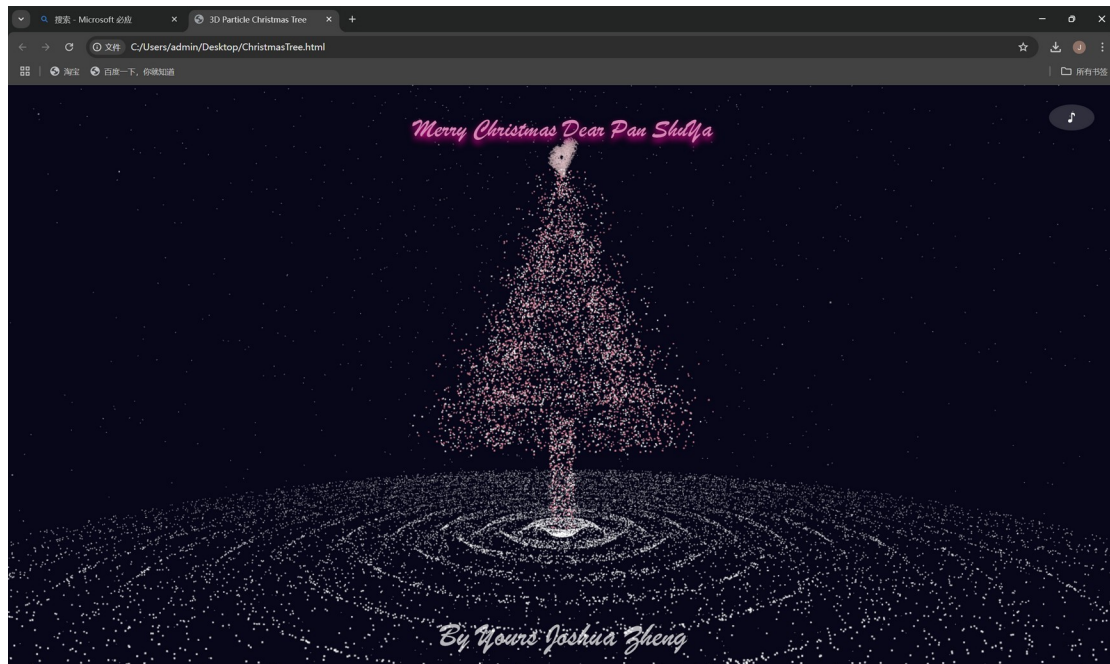 搜索 - Microsoft 必应
3D Particle Christmas Tree
文件 C:/Users/admin/Desktop/ChristmasTree.html
J
淘宝 百度一下，你就知道 所有书签
Merry Christmas Dear Pan ShuYa
By Yours Joshua Zheng